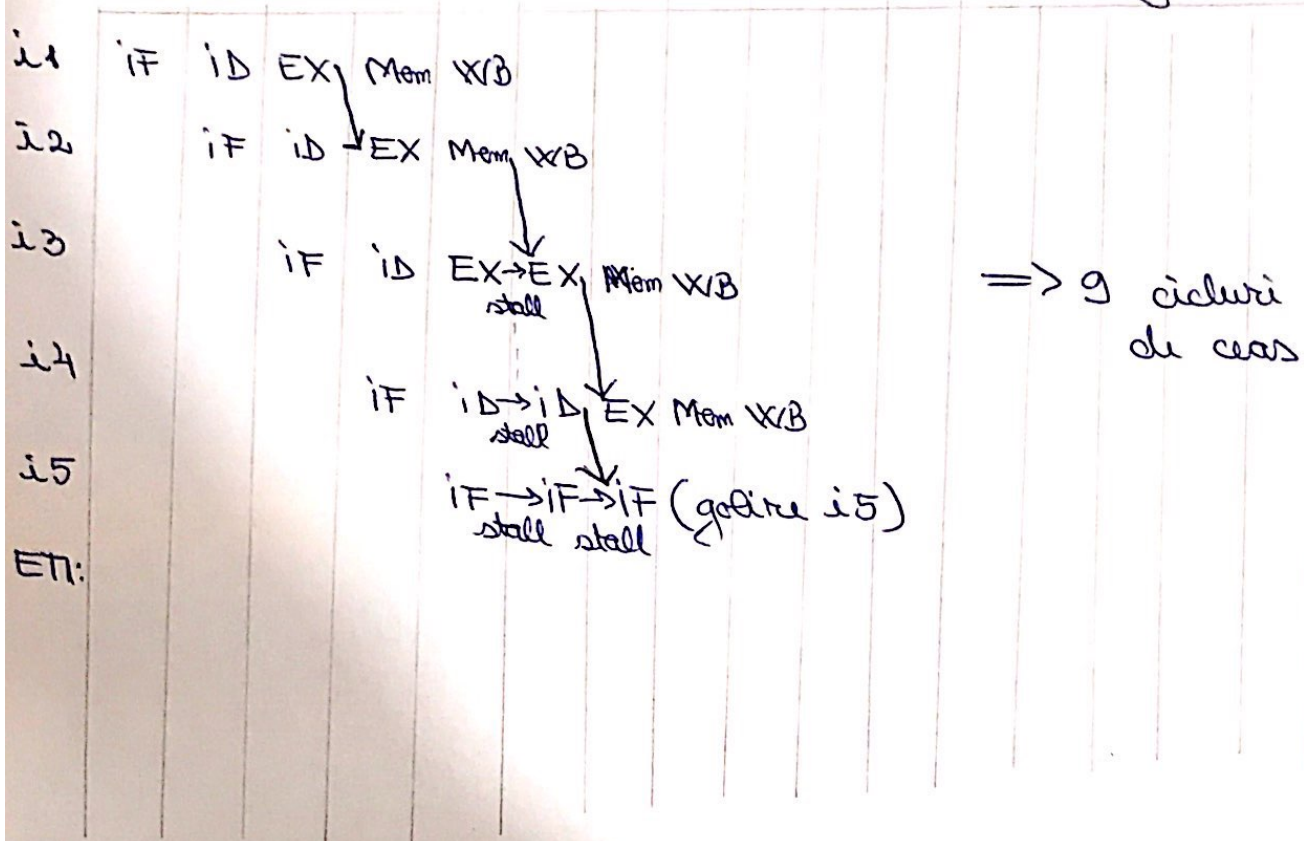 i1 iF iD EX Mem WB
i2 iF iD EX Mem WB
i3 iF iD EX→EX Mem WB
stall
=> 9 cicluri
de ceas
i4 iF iD→iD EX Mem WB
stall
i5 iF→iF→iF (golire i5)
stall stall
ETI: